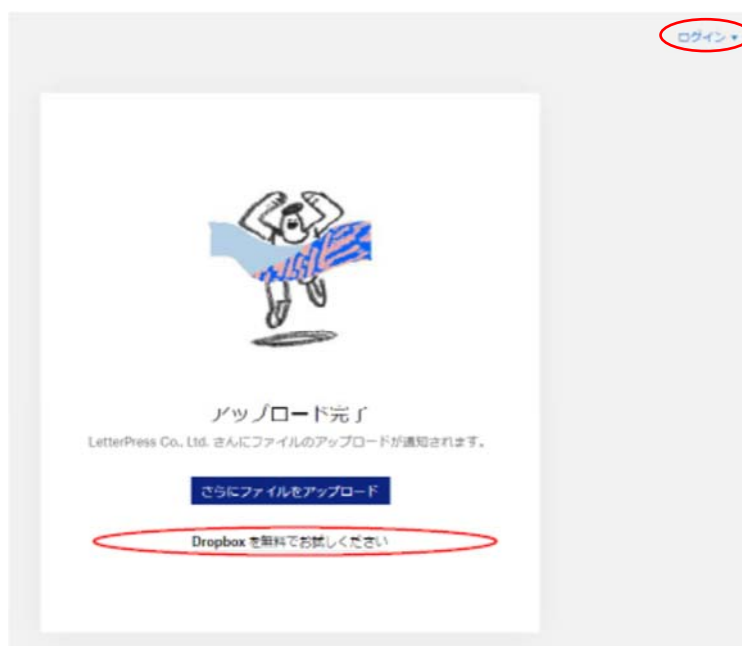 ログイン ▾
アップロード完了
LetterPress Co., Ltd. さんにファイルのアップロードが通知されます。
さらにファイルをアップロード
Dropbox を無料でお試しください